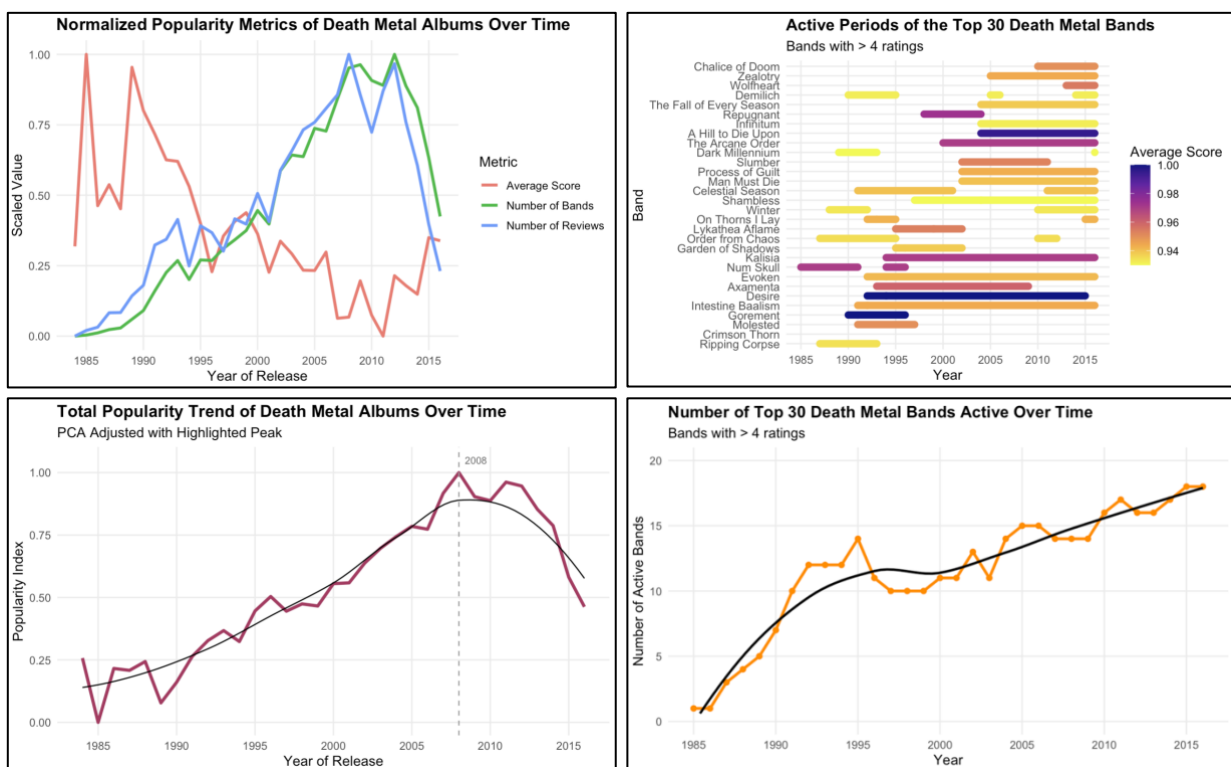 Normalized Popularity Metrics of Death Metal Albums Over Time
1.00
0.75
0.50
0.25
0.00
Scaled Value
1985 1990 1995 2000 2005 2010 2015
Year of Release
Metric
Average Score
Number of Bands
Number of Reviews
Active Periods of the Top 30 Death Metal Bands
Bands with > 4 ratings
Band
Chalice of Doom
Zealotry
Wolfheart
Demilich
The Fall of Every Season
Repugnant
Infinitum
A Hill to Die Upon
The Arcane Order
Dark Millennium
Slumber
Process of Guilt
Man Must Die
Celestial Season
Shambless
Winter
On Thorns I Lay
Lykathea Aflame
Order from Chaos
Garden of Shadows
Kalisia
Num Skull
Evoken
Axamenta
Desire
Intestine Baalism
Gorement
Molested
Crimson Thorn
Ripping Corpse
1985 1990 1995 2000 2005 2010 2015
Year
Average Score
1.00
0.98
0.96
0.94
Total Popularity Trend of Death Metal Albums Over Time
PCA Adjusted with Highlighted Peak
2008
1.00
0.75
0.50
0.25
0.00
Popularity Index
1985 1990 1995 2000 2005 2010 2015
Year of Release
Number of Top 30 Death Metal Bands Active Over Time
Bands with > 4 ratings
20
15
10
5
0
Number of Active Bands
1985 1990 1995 2000 2005 2010 2015
Year